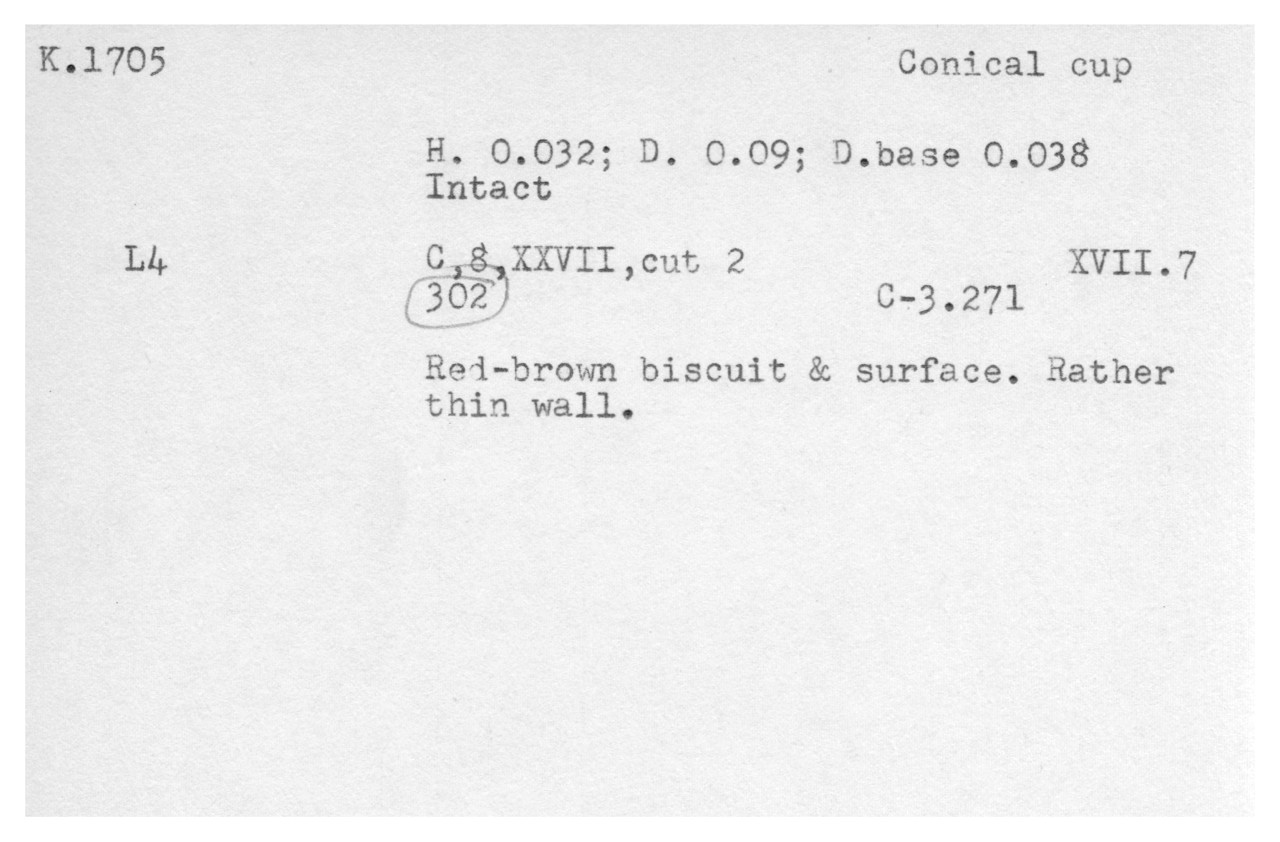 K.1705 Conical cup
H. 0.032; D. 0.09; D.base 0.038
Intact
L4 C,8,XXVII,cut 2 XVII.7
302 C-3.271
Red-brown biscuit & surface. Rather
thin wall.